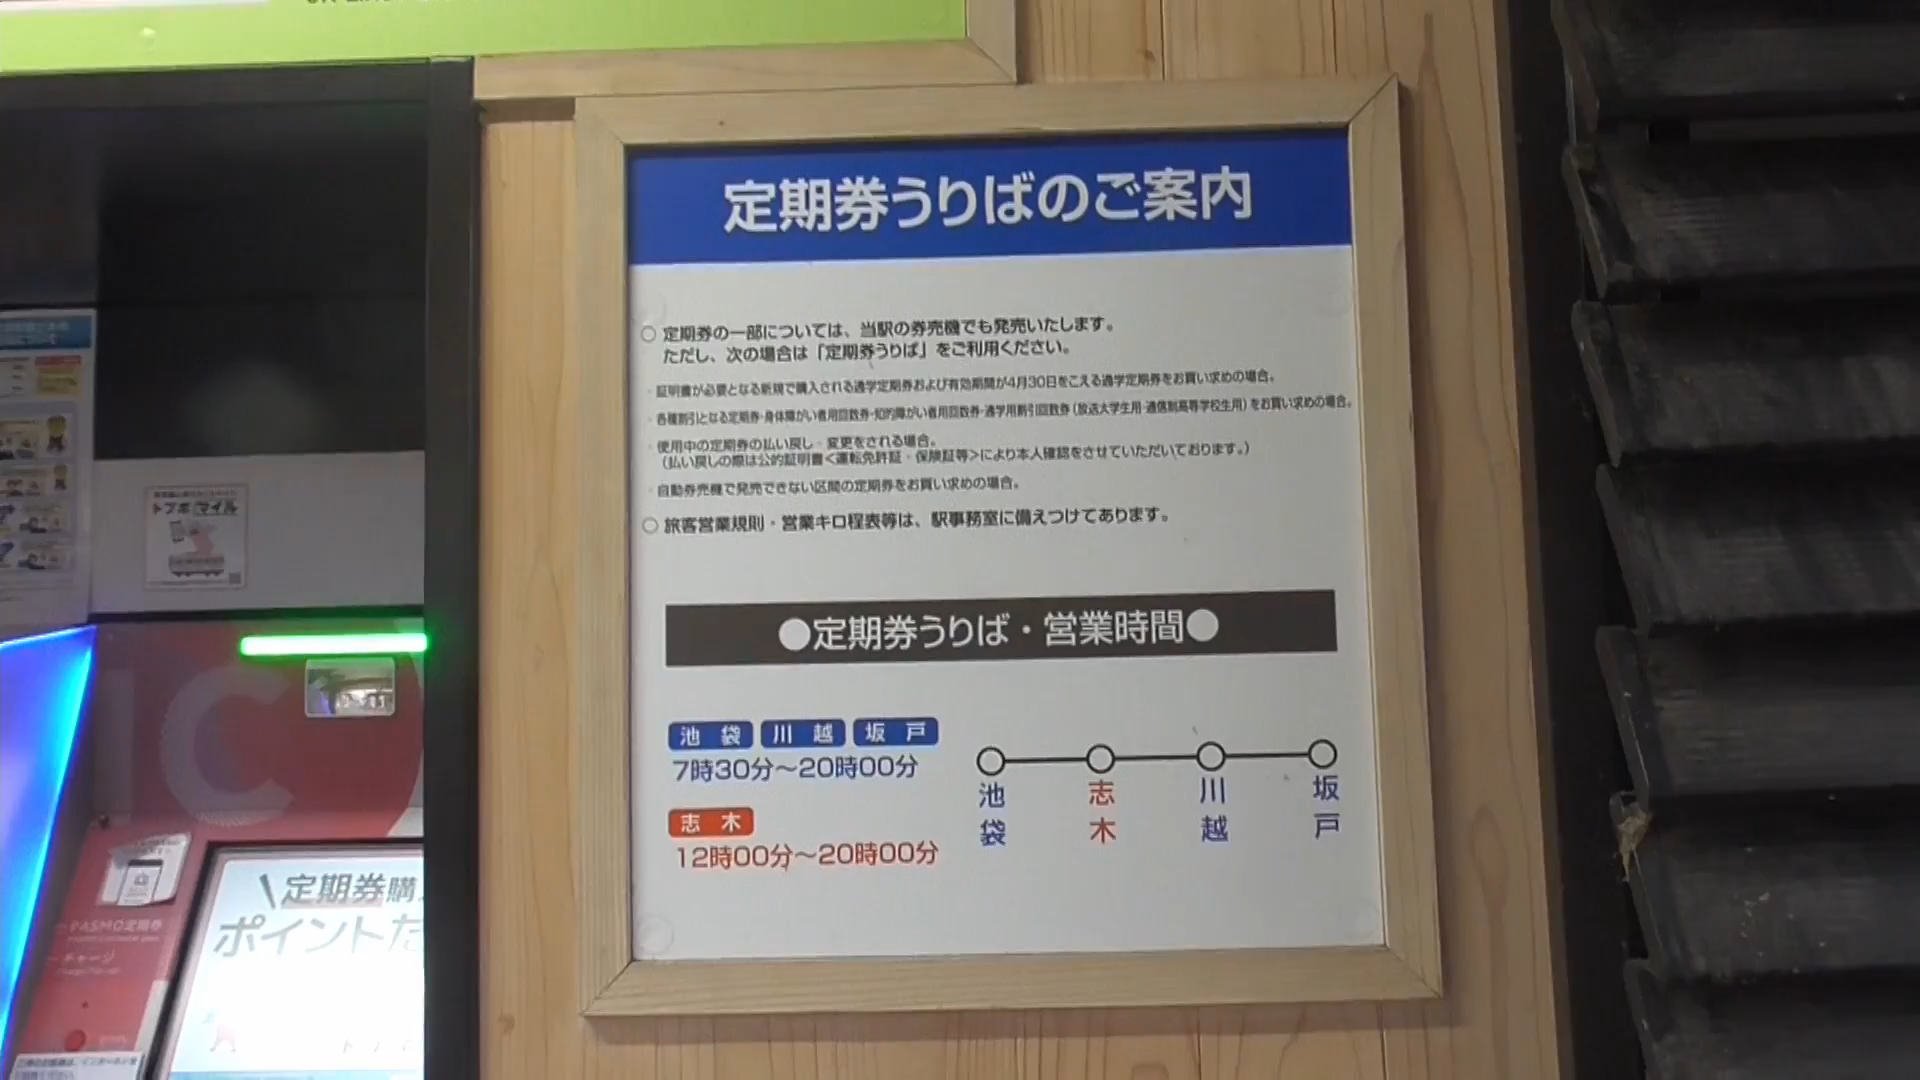 定期券うりばのご案内
○ 定期券の一部については、当駅の券売機でも発売いたします。
ただし、次の場合は「定期券うりば」をご利用ください。
・証明書が必要となる新規で購入される通学定期券および有効期間が4月30日をこえる通学定期券をお買い求めの場合。
・各種割引となる定期券・身体障がい者用回数券・知的障がい者用回数券・通学用割引回数券(放送大学生用・通信制高等学校生用)をお買い求めの場合。
・使用中の定期券の払い戻し・変更をされる場合。
(払い戻しの際は公的証明書<運転免許証・保険証等>により本人確認をさせていただいております。)
・自動券売機で発売できない区間の定期券をお買い求めの場合。
○ 旅客営業規則・営業キロ程表等は、駅事務室に備えつけてあります。
●定期券うりば・営業時間●
池袋 川越 坂戸
7時30分～20時00分
志木
12時00分～20時00分
池袋 志木 川越 坂戸
トブポマイル
IC
PASMO定期券
チャージ
定期券購
ポイントた